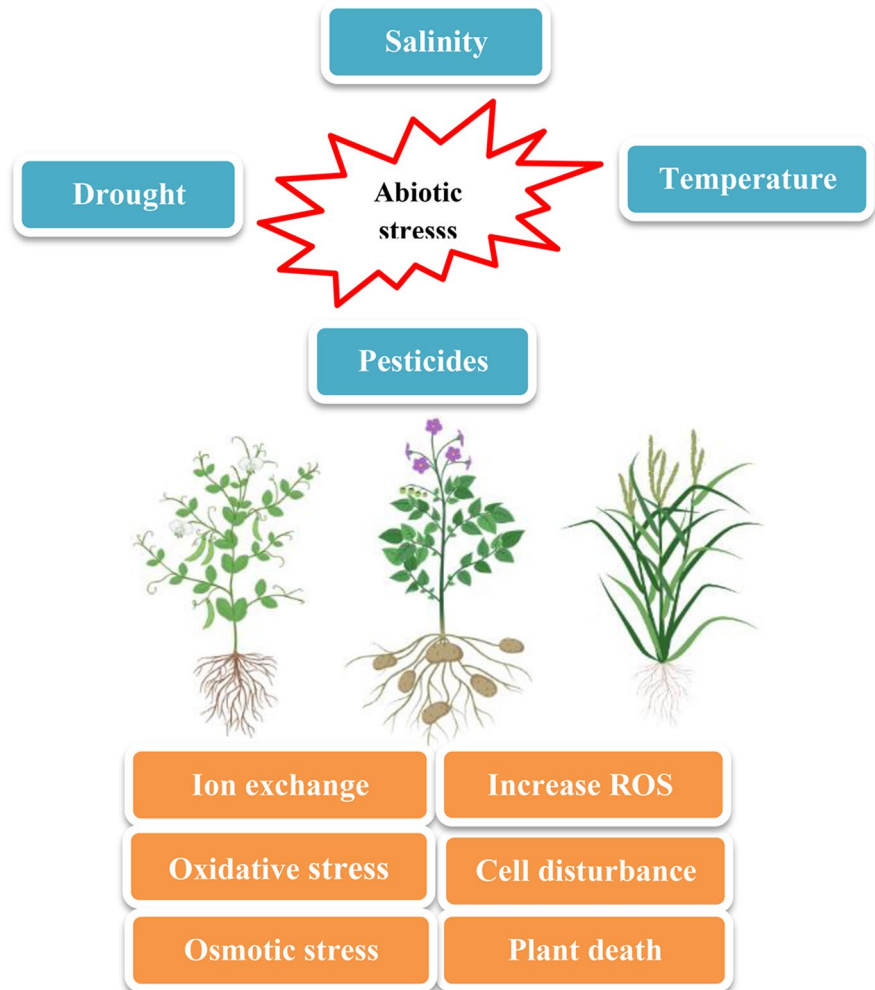 Salinity
Drought
Abiotic
stresss
Temperature
Pesticides
Ion exchange
Increase ROS
Oxidative stress
Cell disturbance
Osmotic stress
Plant death